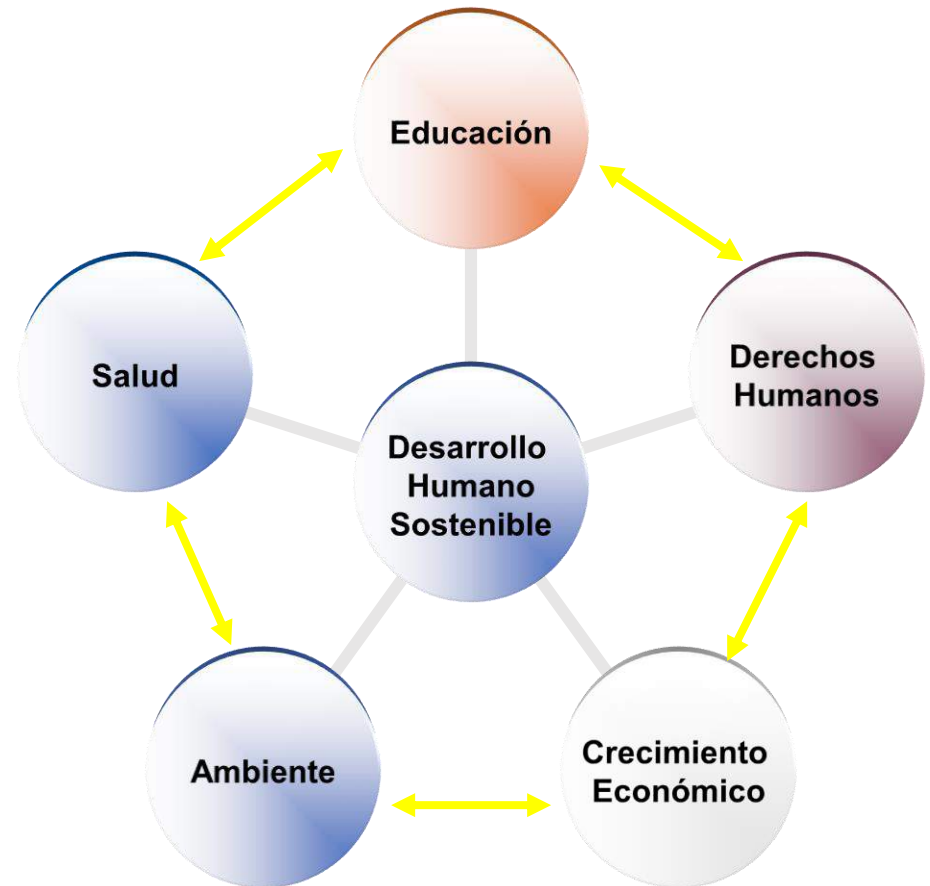 Educación
Salud
Derechos
Humanos
Desarrollo
Humano
Sostenible
Ambiente
Crecimiento
Económico